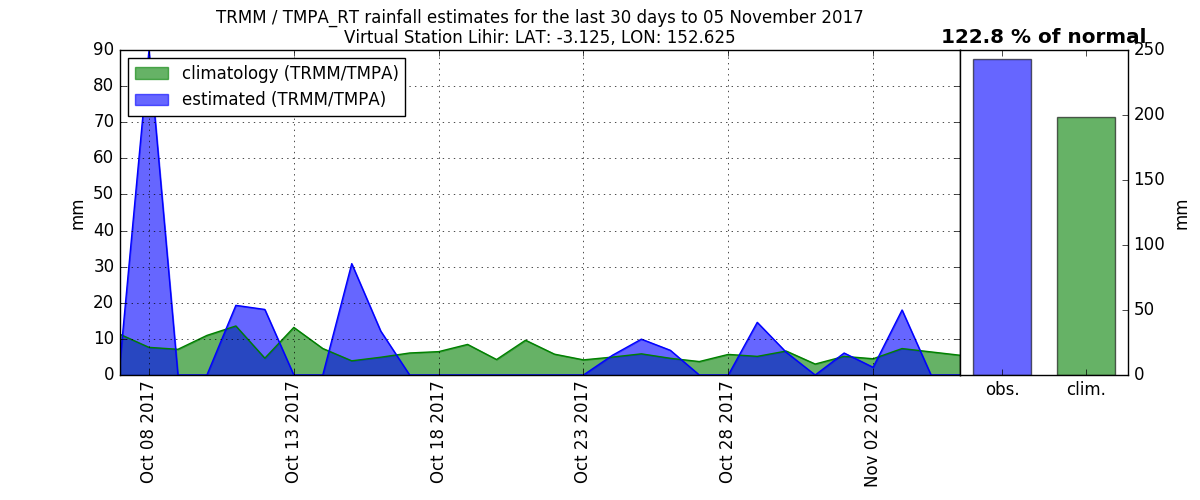 TRMM / TMPA_RT rainfall estimates for the last 30 days to 05 November 2017
Virtual Station Lihir: LAT: -3.125, LON: 152.625
122.8 % of normal
climatology (TRMM/TMPA)
estimated (TRMM/TMPA)
90
80
70
60
50
40
30
20
10
0
mm
Oct 08 2017
Oct 13 2017
Oct 18 2017
Oct 23 2017
Oct 28 2017
Nov 02 2017
obs.
clim.
250
200
150
100
50
0
mm